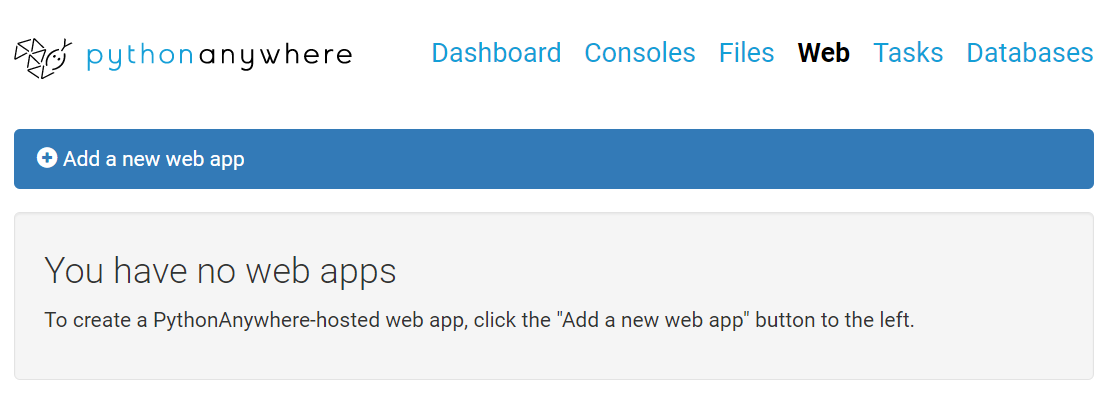 pythonanywhere Dashboard Consoles Files Web Tasks Databases
Add a new web app
You have no web apps
To create a PythonAnywhere-hosted web app, click the "Add a new web app" button to the left.